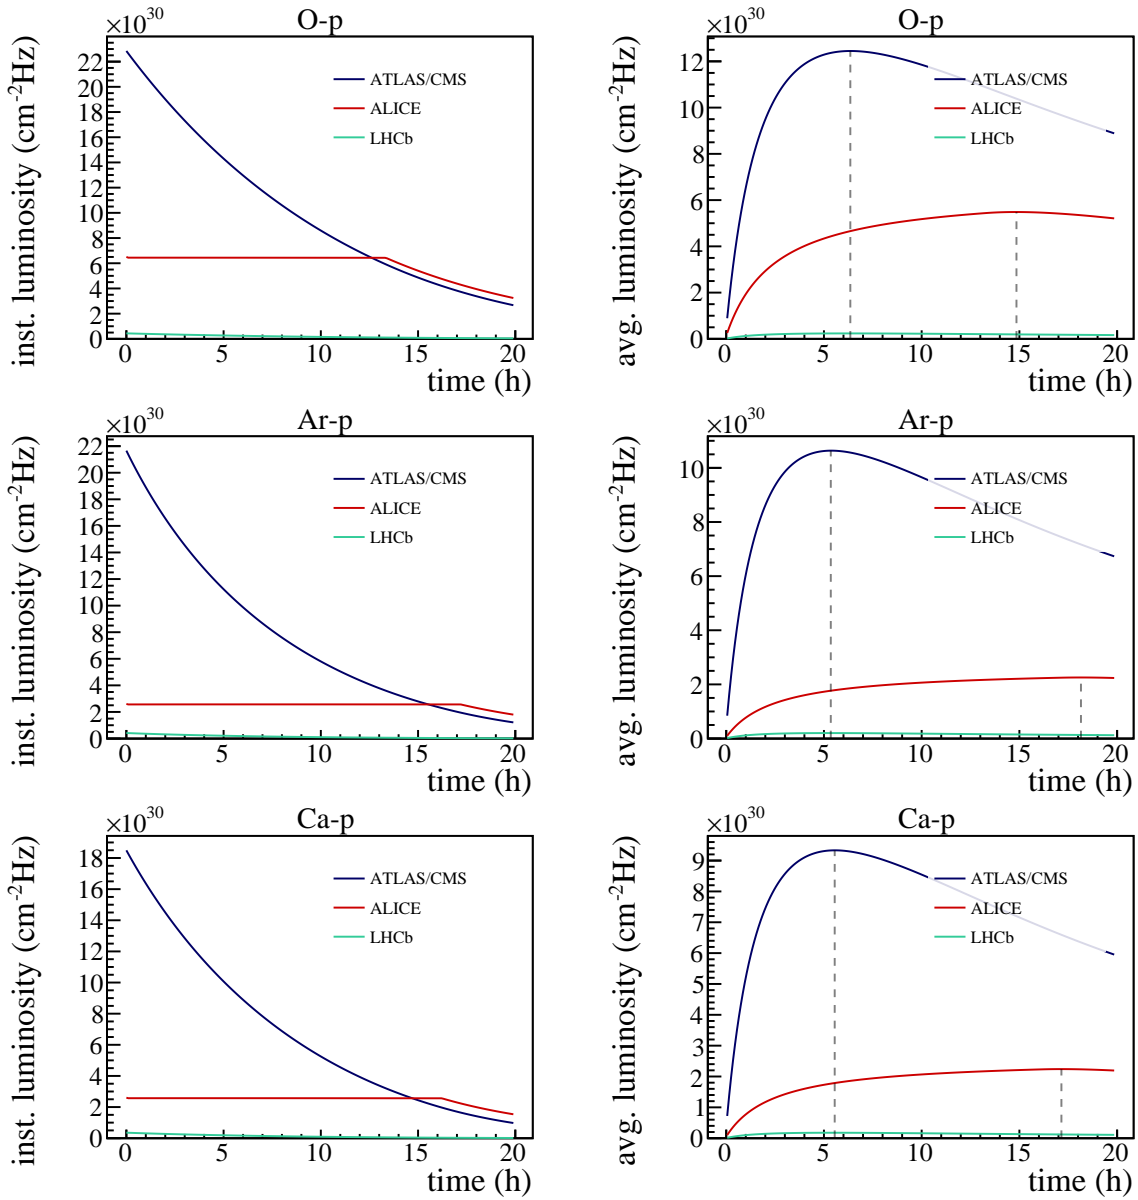 ×10^30
O-p
inst. luminosity (cm^-2Hz)
22
20
18
16
14
12
10
8
6
4
2
0
ATLAS/CMS
ALICE
LHCb
0 5 10 15 20
time (h)
×10^30
O-p
avg. luminosity (cm^-2Hz)
12
10
8
6
4
2
0
ATLAS/CMS
ALICE
LHCb
0 5 10 15 20
time (h)
×10^30
Ar-p
inst. luminosity (cm^-2Hz)
22
20
18
16
14
12
10
8
6
4
2
0
ATLAS/CMS
ALICE
LHCb
0 5 10 15 20
time (h)
×10^30
Ar-p
avg. luminosity (cm^-2Hz)
10
8
6
4
2
0
ATLAS/CMS
ALICE
LHCb
0 5 10 15 20
time (h)
×10^30
Ca-p
inst. luminosity (cm^-2Hz)
18
16
14
12
10
8
6
4
2
0
ATLAS/CMS
ALICE
LHCb
0 5 10 15 20
time (h)
×10^30
Ca-p
avg. luminosity (cm^-2Hz)
9
8
7
6
5
4
3
2
1
0
ATLAS/CMS
ALICE
LHCb
0 5 10 15 20
time (h)